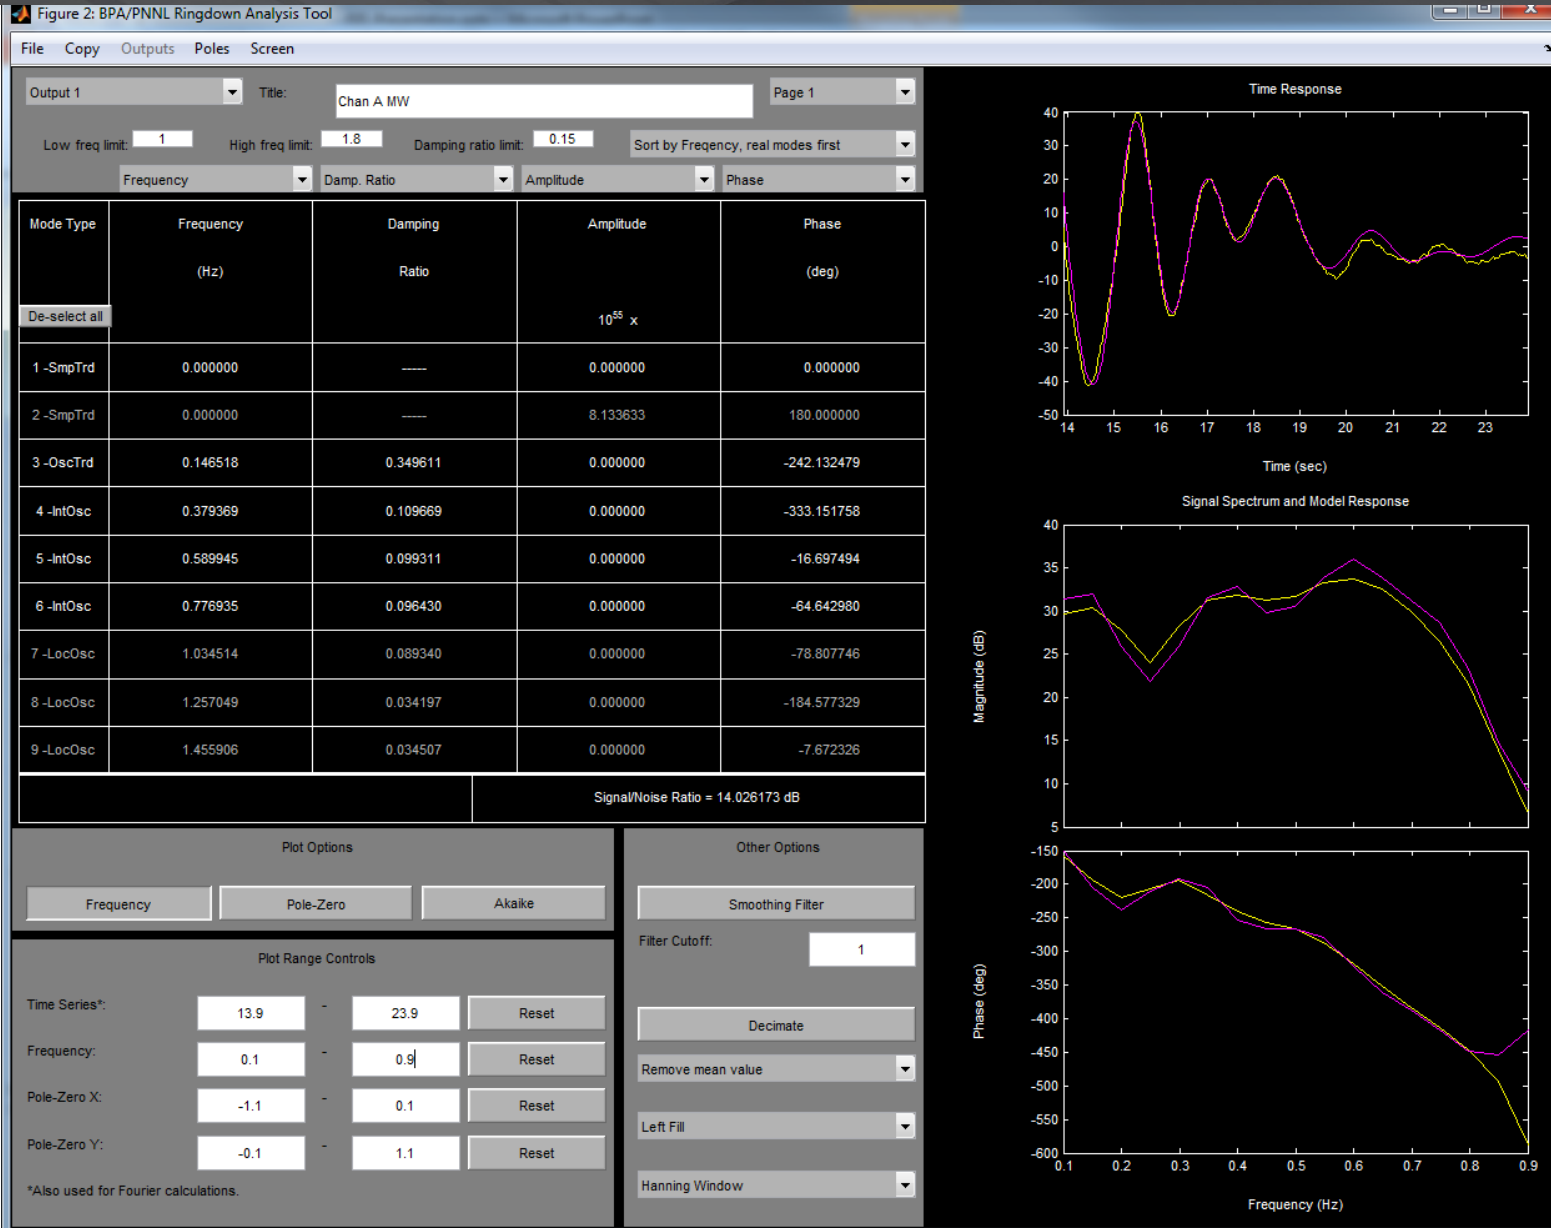 Figure 2: BPA/PNNL Ringdown Analysis Tool
File Copy Outputs Poles Screen
Output 1 Title: Chan A MW Page 1
Low freq limit: 1 High freq limit: 1.8 Damping ratio limit: 0.15 Sort by Freqency, real modes first
Frequency Damp. Ratio Amplitude Phase
Mode Type Frequency Damping Amplitude Phase
(Hz) Ratio (deg)
De-select all 10^55 x
1 -SmpTrd 0.000000 ----- 0.000000 0.000000
2 -SmpTrd 0.000000 ----- 8.133633 180.000000
3 -OscTrd 0.146518 0.349611 0.000000 -242.132479
4 -IntOsc 0.379369 0.109669 0.000000 -333.151758
5 -IntOsc 0.589945 0.099311 0.000000 -16.697494
6 -IntOsc 0.776935 0.096430 0.000000 -64.642980
7 -LocOsc 1.034514 0.089340 0.000000 -78.807746
8 -LocOsc 1.257049 0.034197 0.000000 -184.577329
9 -LocOsc 1.455906 0.034507 0.000000 -7.672326
Signal/Noise Ratio = 14.026173 dB
Plot Options
Frequency Pole-Zero Akaike
Plot Range Controls
Time Series*: 13.9 - 23.9 Reset
Frequency: 0.1 - 0.9 Reset
Pole-Zero X: -1.1 - 0.1 Reset
Pole-Zero Y: -0.1 - 1.1 Reset
*Also used for Fourier calculations.
Other Options
Smoothing Filter
Filter Cutoff: 1
Decimate
Remove mean value
Left Fill
Hanning Window
Time Response
40
30
20
10
0
-10
-20
-30
-40
-50
14 15 16 17 18 19 20 21 22 23
Time (sec)
Signal Spectrum and Model Response
Magnitude (dB)
40
35
30
25
20
15
10
5
Phase (deg)
-150
-200
-250
-300
-350
-400
-450
-500
-550
-600
0.1 0.2 0.3 0.4 0.5 0.6 0.7 0.8 0.9
Frequency (Hz)